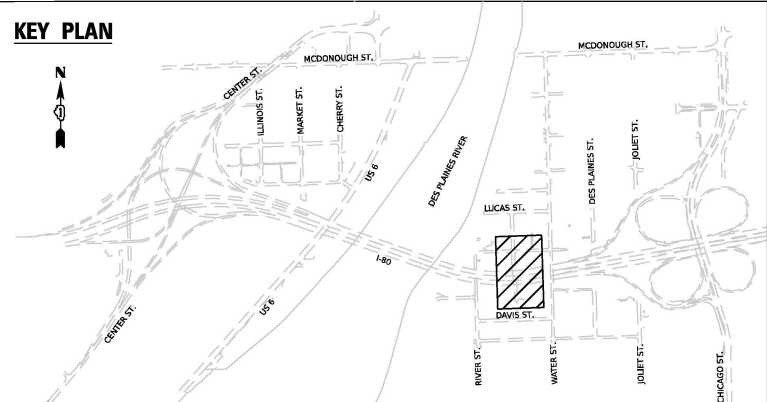 KEY PLAN
N
MCDONOUGH ST.
MCDONOUGH ST.
CENTER ST.
ILLINOIS ST.
MARKET ST.
CHERRY ST.
US 6
DES PLAINES RIVER
DES PLAINES ST.
JOLIET ST.
LUCAS ST.
I-80
US 6
CENTER ST.
DAVIS ST.
RIVER ST.
WATER ST.
JOLIET ST.
CHICAGO ST.